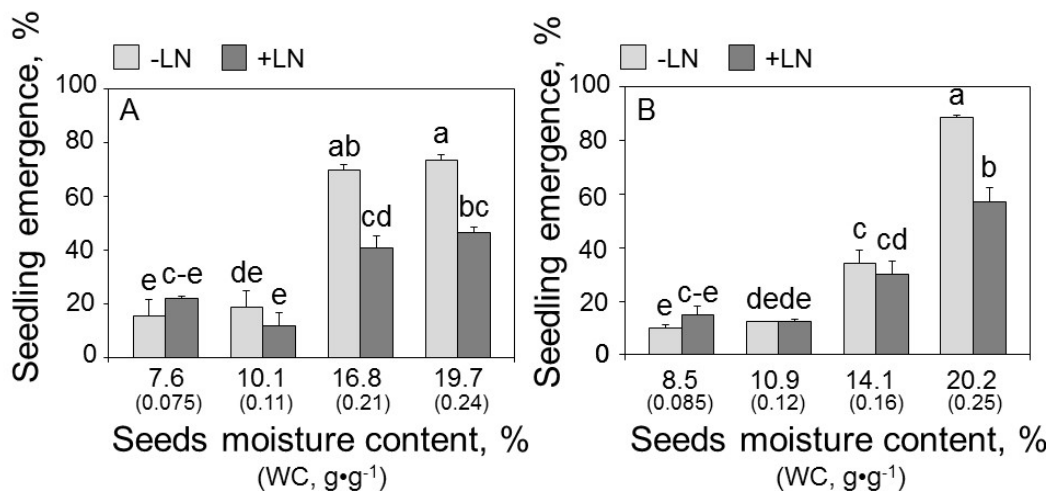 Seedling emergence, %
-LN +LN
100
80
60
40
20
0
A
e c-e de e ab cd a bc
7.6 10.1 16.8 19.7
(0.075) (0.11) (0.21) (0.24)
Seeds moisture content, %
(WC, g•g-1)
Seedling emergence, %
-LN +LN
100
80
60
40
20
0
B
e c-e de de c cd a b
8.5 10.9 14.1 20.2
(0.085) (0.12) (0.16) (0.25)
Seeds moisture content, %
(WC, g•g-1)